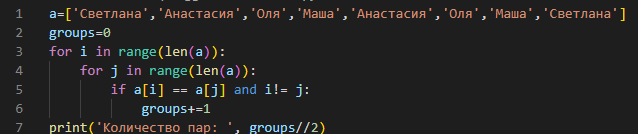 1 a=['Светлана','Анастасия','Оля','Маша','Анастасия','Оля','Маша','Светлана']
2 groups=0
3 for i in range(len(a)):
4     for j in range(len(a)):
5         if a[i] == a[j] and i!= j:
6             groups+=1
7 print('Количество пар: ', groups//2)